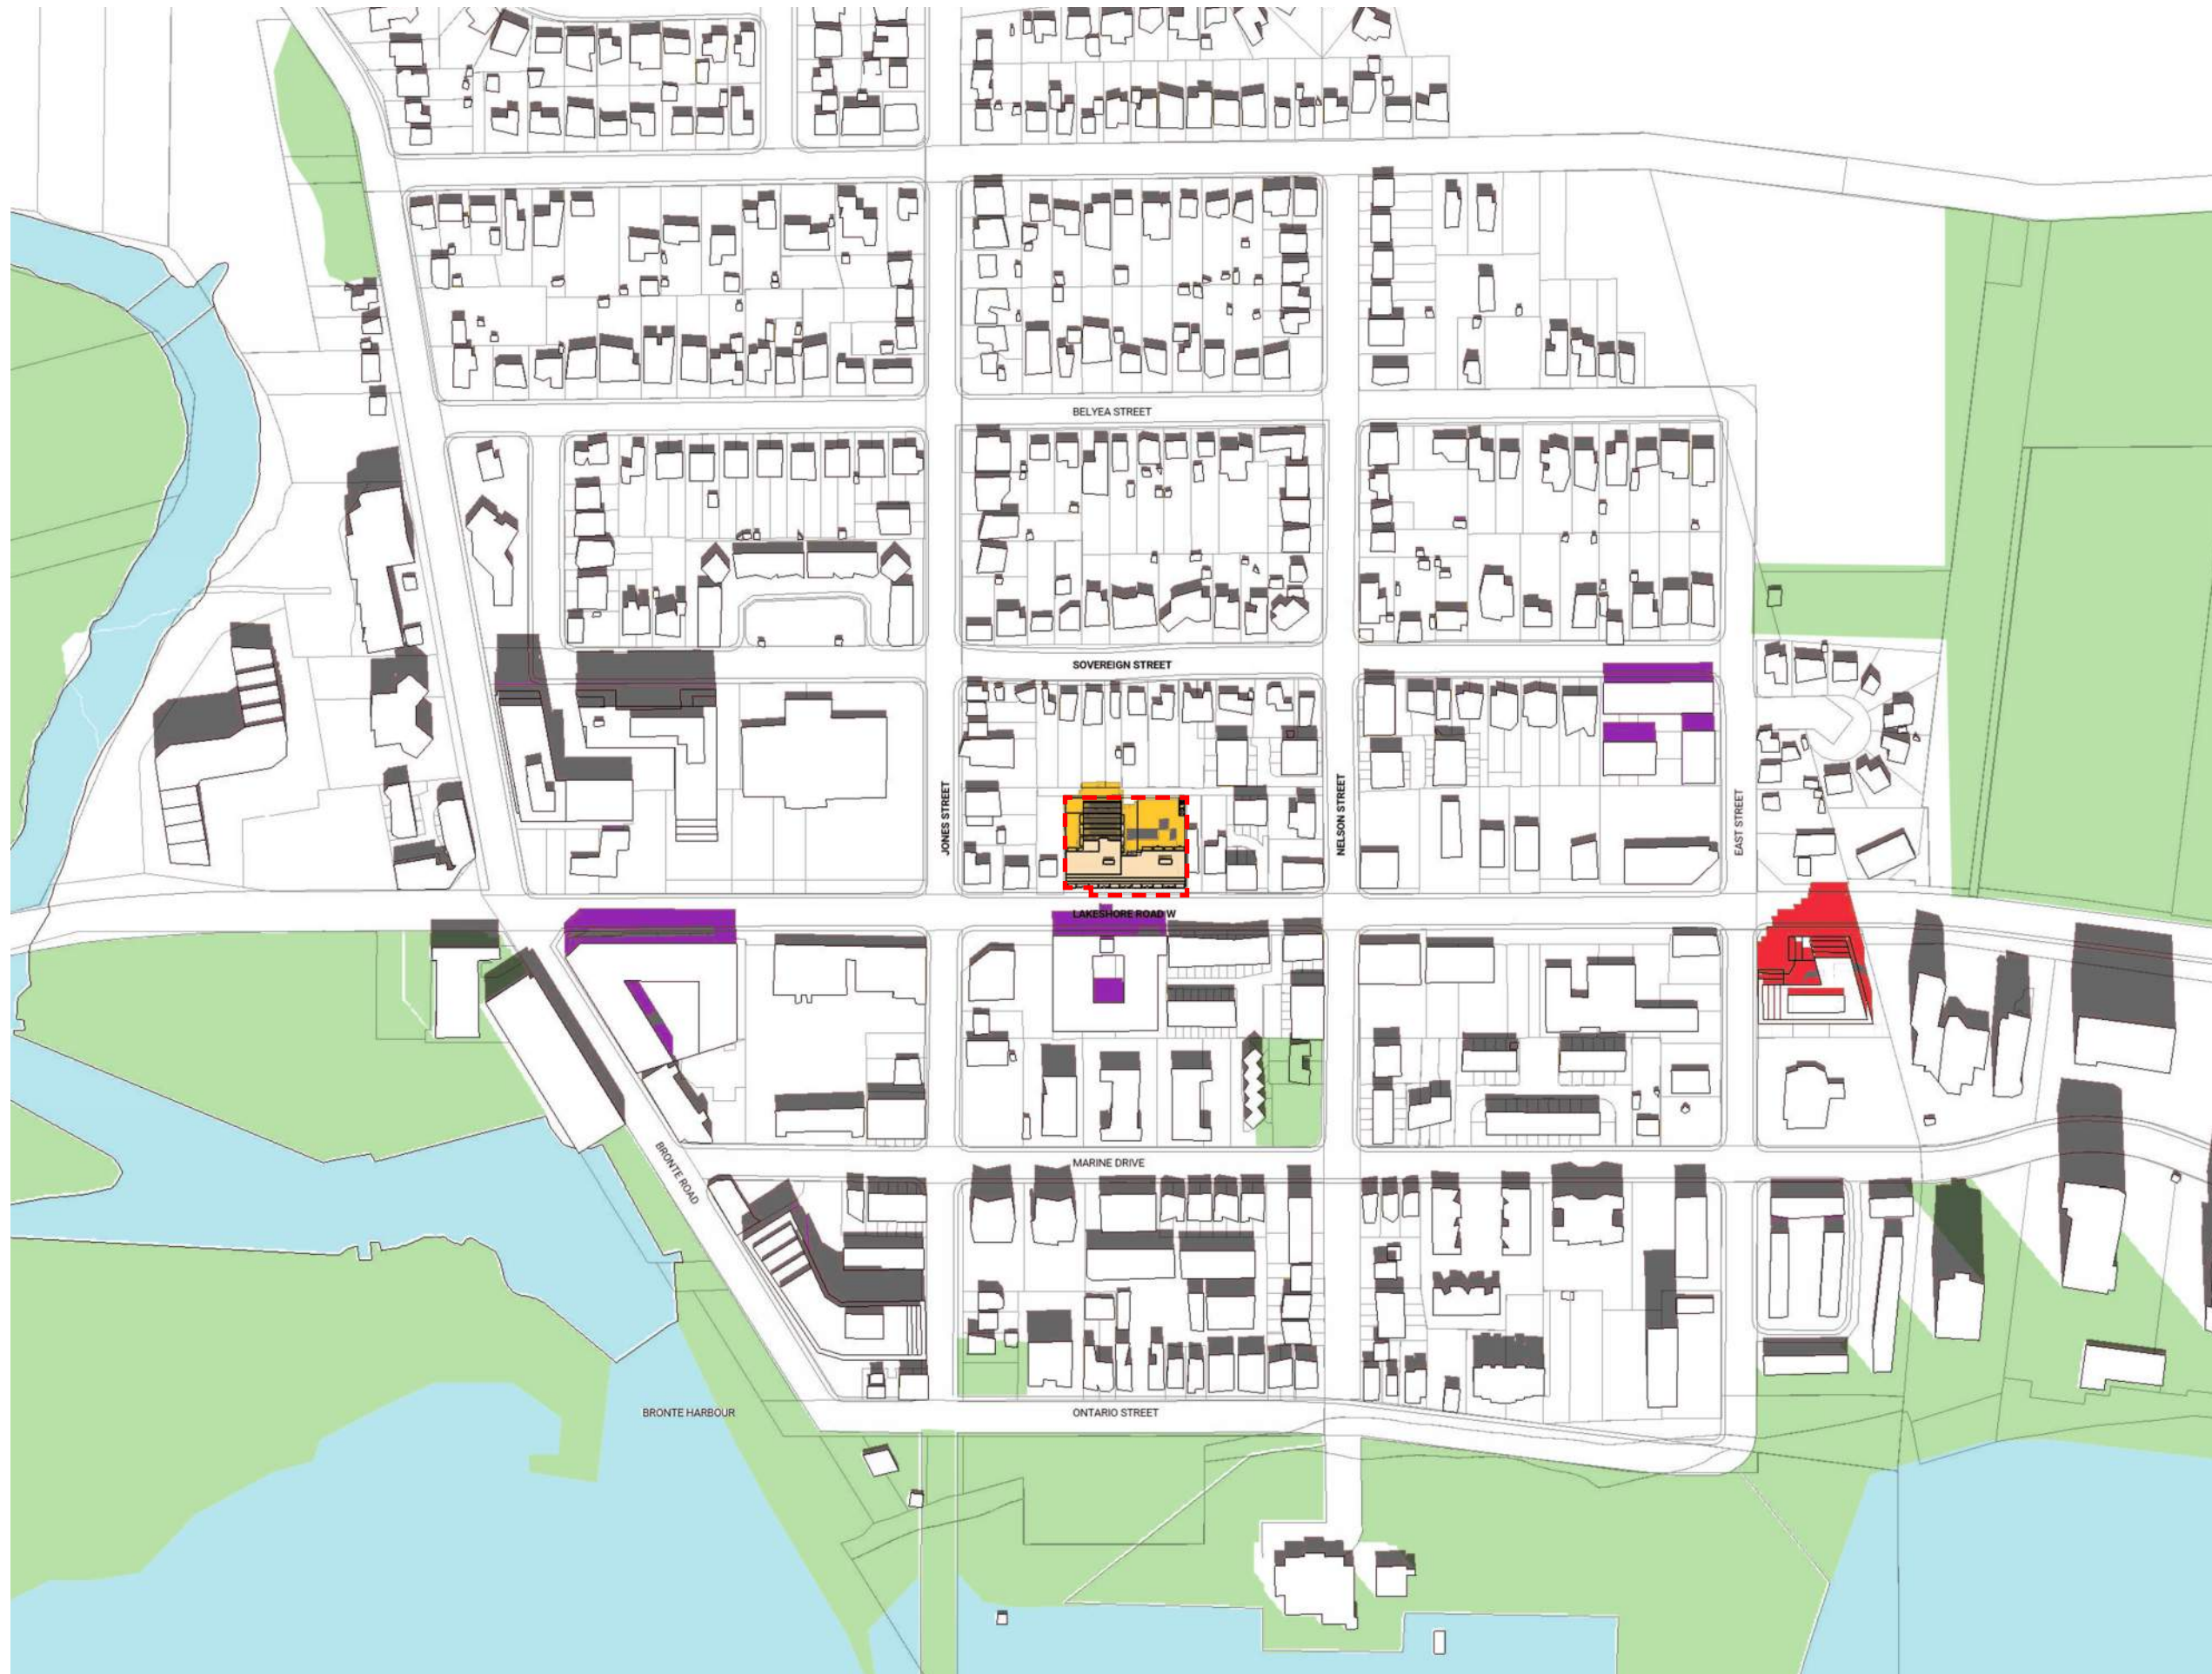 BELYEA STREET
SOVEREIGN STREET
JONES STREET
NELSON STREET
EAST STREET
LAKESHORE ROAD W
BRONTE ROAD
MARINE DRIVE
BRONTE HARBOUR
ONTARIO STREET